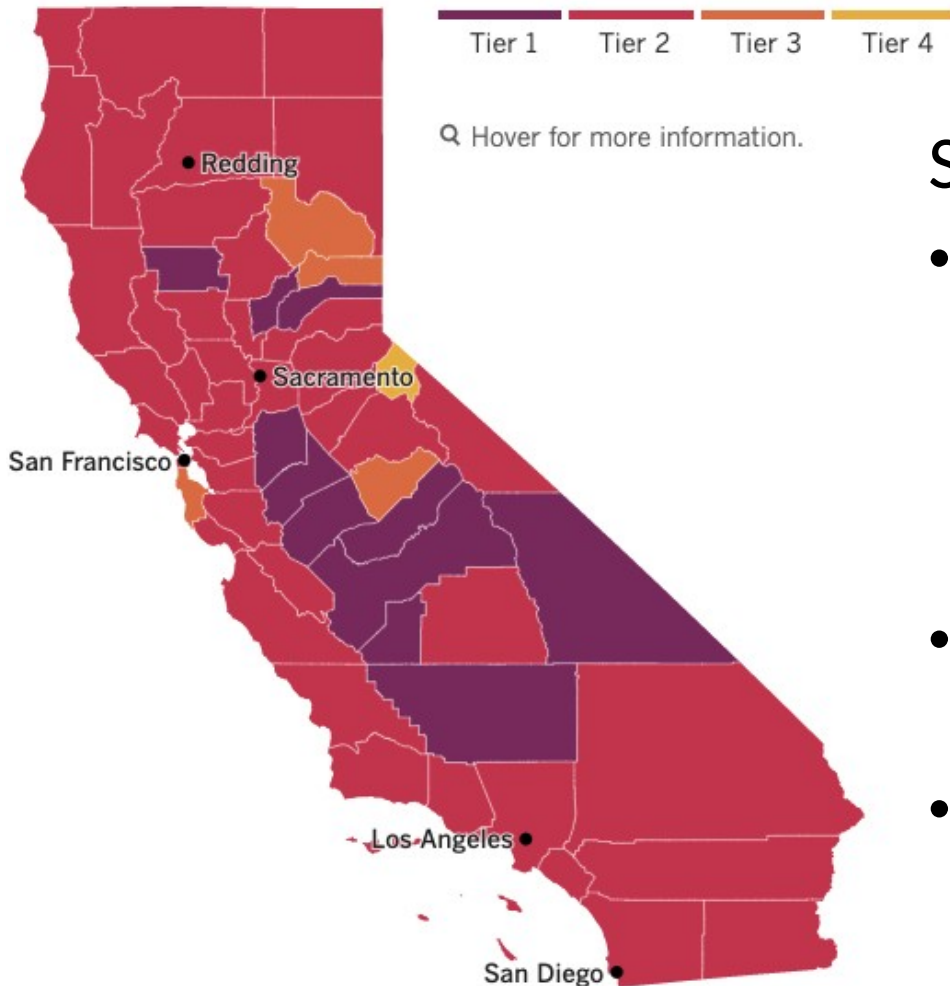 Tier 1 Tier 2 Tier 3 Tier 4
Hover for more information.
S
•
Redding
Sacramento
San Francisco
•
•
Los Angeles
San Diego